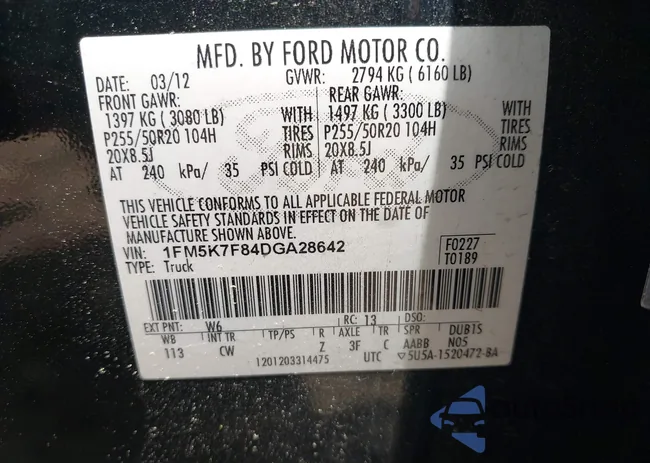 MFD. BY FORD MOTOR CO.
DATE: 03/12 GVWR: 2794 KG ( 6160 LB)
FRONT GAWR: REAR GAWR:
1397 KG ( 3080 LB) WITH 1497 KG ( 3300 LB) WITH
P255/50R20 104H TIRES P255/50R20 104H TIRES
20X8.5J RIMS 20X8.5J RIMS
AT 240 kPa/ 35 PSI COLD AT 240 kPa/ 35 PSI COLD
THIS VEHICLE CONFORMS TO ALL APPLICABLE FEDERAL MOTOR
VEHICLE SAFETY STANDARDS IN EFFECT ON THE DATE OF
MANUFACTURE SHOWN ABOVE.
VIN: 1FM5K7F84DGA28642 F0227
TYPE: Truck T0189
EXT PNT: W6 RC: 13 DSO:
WB INT TR TP/PS R AXLE TR SPR DUB1S
113 CW Z 3F C AABB N05
1201203314475 UTC ▽5U5A-1520472-BA